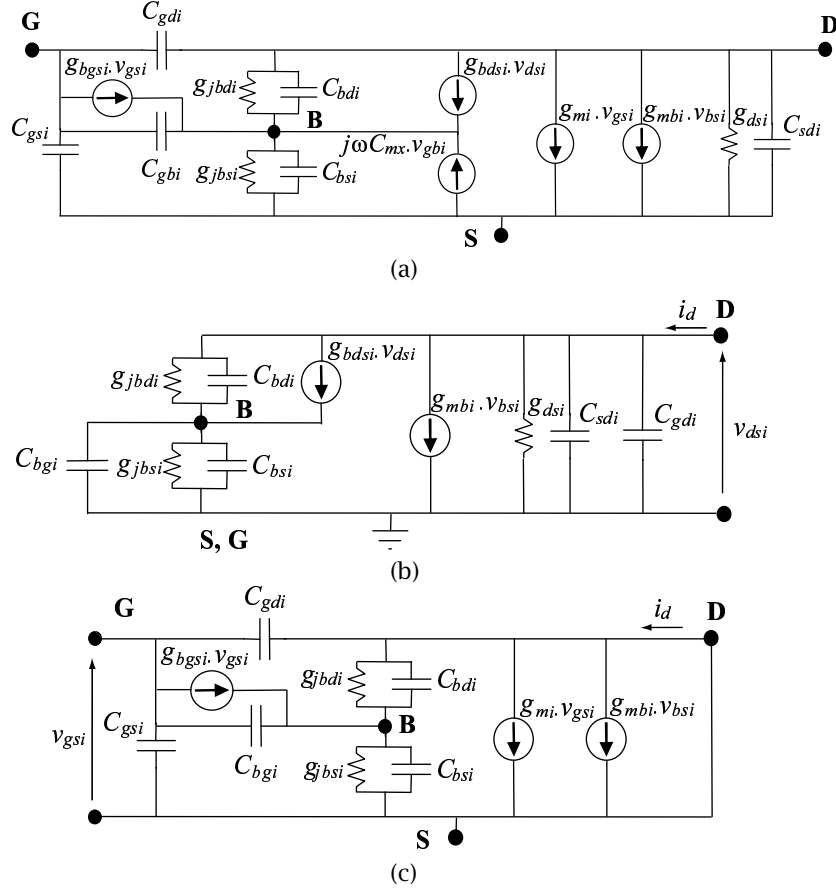 G
C_gdi
D
g_bgsi.v_gsi
g_jbdi
C_bdi
g_bdsi.v_dsi
B
g_mi.v_gsi
g_mbi.v_bsi
g_dsi
C_sdi
C_gsi
C_gbi
jωC_mx.v_gbi
g_jbsi
C_bsi
S
(a)
i_d
D
g_bdsi.v_dsi
g_jbdi
C_bdi
B
g_mbi.v_bsi
g_dsi
C_sdi
C_gdi
v_dsi
C_bgi
g_jbsi
C_bsi
S, G
(b)
G
C_gdi
i_d
D
g_bgsi.v_gsi
g_jbdi
C_bdi
C_gsi
B
g_mi.v_gsi
g_mbi.v_bsi
v_gsi
C_bgi
g_jbsi
C_bsi
S
(c)